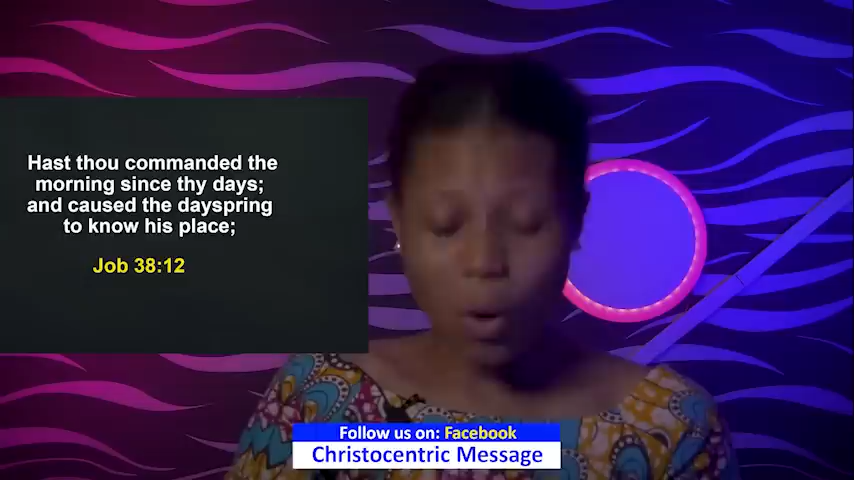 Hast thou commanded the
morning since thy days;
and caused the dayspring
to know his place;
Job 38:12
Follow us on: Facebook
Christocentric Message